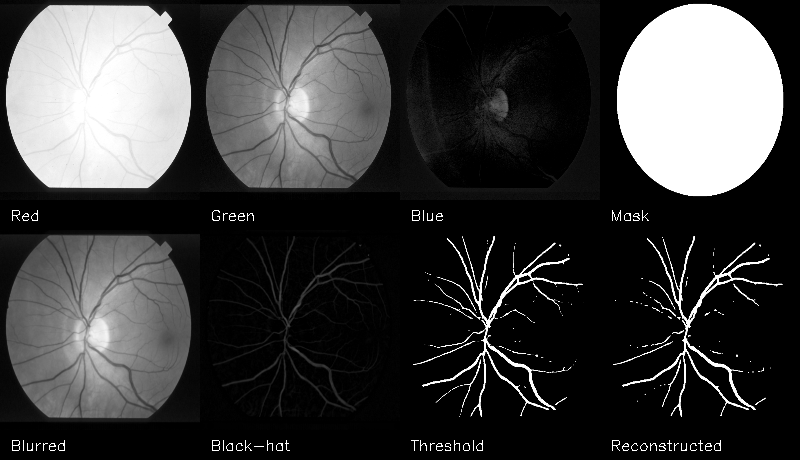 Red
Green
Blue
Mask
Blurred
Black-hat
Threshold
Reconstructed